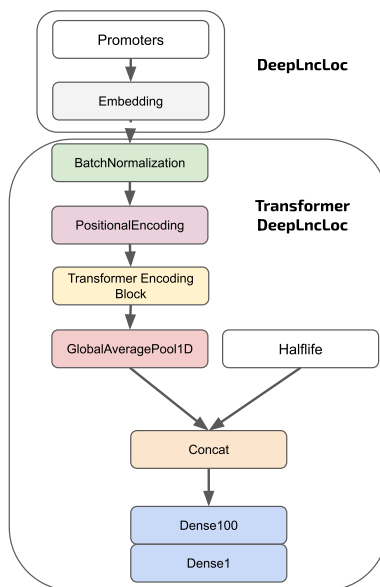 Promoters
DeepLncLoc
Embedding
BatchNormalization
PositionalEncoding
Transformer
DeepLncLoc
Transformer Encoding
Block
GlobalAveragePool1D
Halflife
Concat
Dense100
Dense1